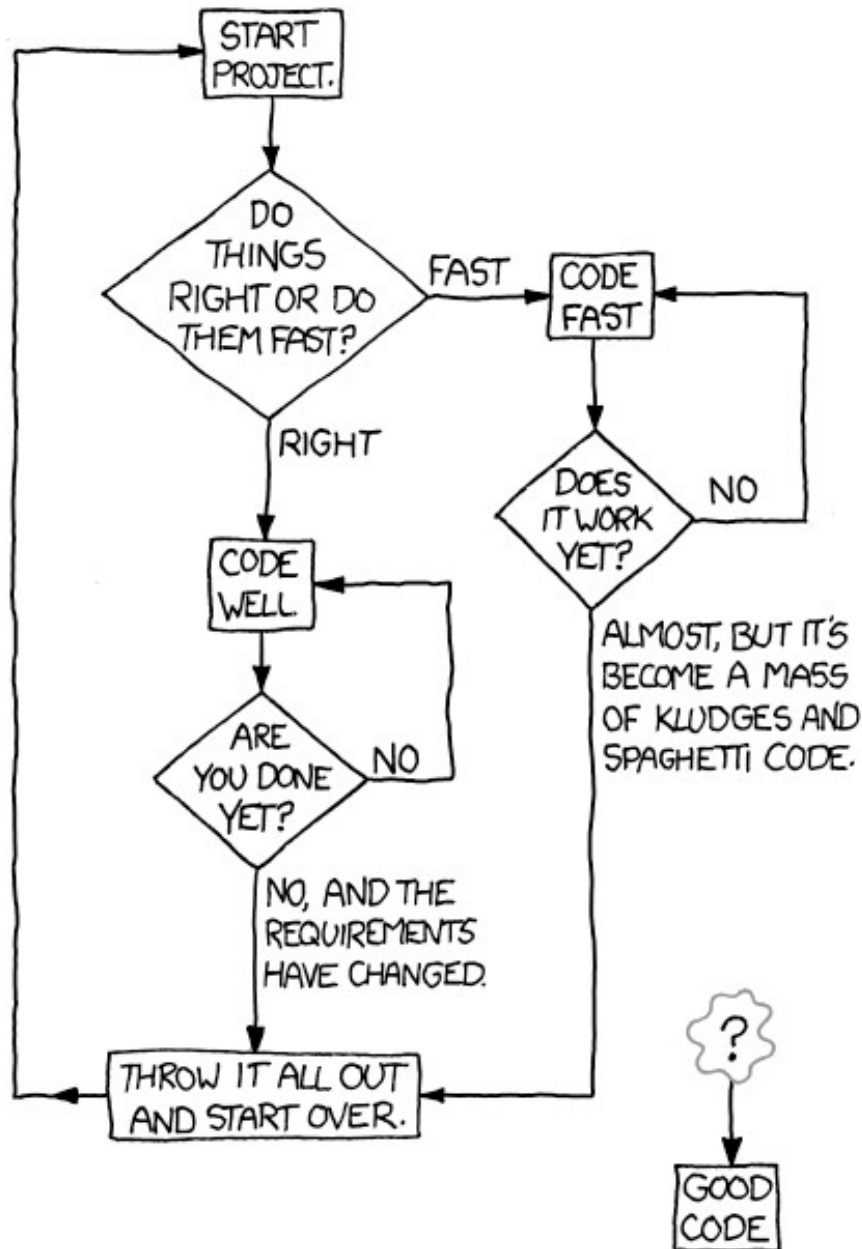 START
PROJECT.
DO
THINGS
RIGHT OR DO
THEM FAST?
FAST
CODE
FAST
RIGHT
DOES
IT WORK
YET?
NO
CODE
WELL.
ALMOST, BUT IT'S
BECOME A MASS
OF KLUDGES AND
SPAGHETTI CODE.
ARE
YOU DONE
YET?
NO
NO, AND THE
REQUIREMENTS
HAVE CHANGED.
THROW IT ALL OUT
AND START OVER.
?
GOOD
CODE